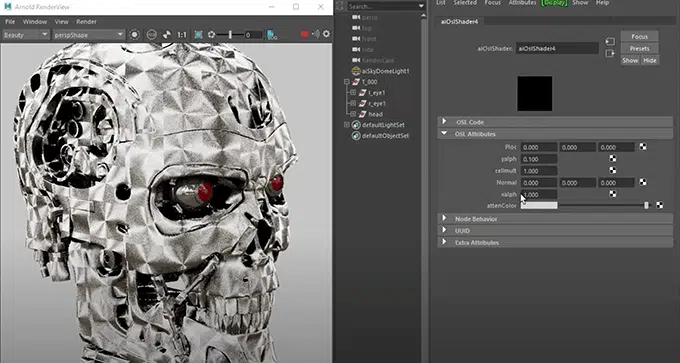 Arnold RenderView
Window View Render
Beauty perspShape 1:1 0
Search...
persp
top
front
side
RenderCam
aiSkyDomeLight1
T_800
l_eye1
r_eye1
head
defaultLightSet
defaultObjectSet
List Selected Focus Attributes Display Show Help
aiOslShader4
aiOslShader: aiOslShader4
Focus
Presets
Show Hide
OSL Code
OSL Attributes
0.000 0.000 0.000
yalph 0.100
cellmult 1.000
Normal 0.000 0.000 0.000
xalph 1.000
attenColor
Node Behavior
UUID
Extra Attributes